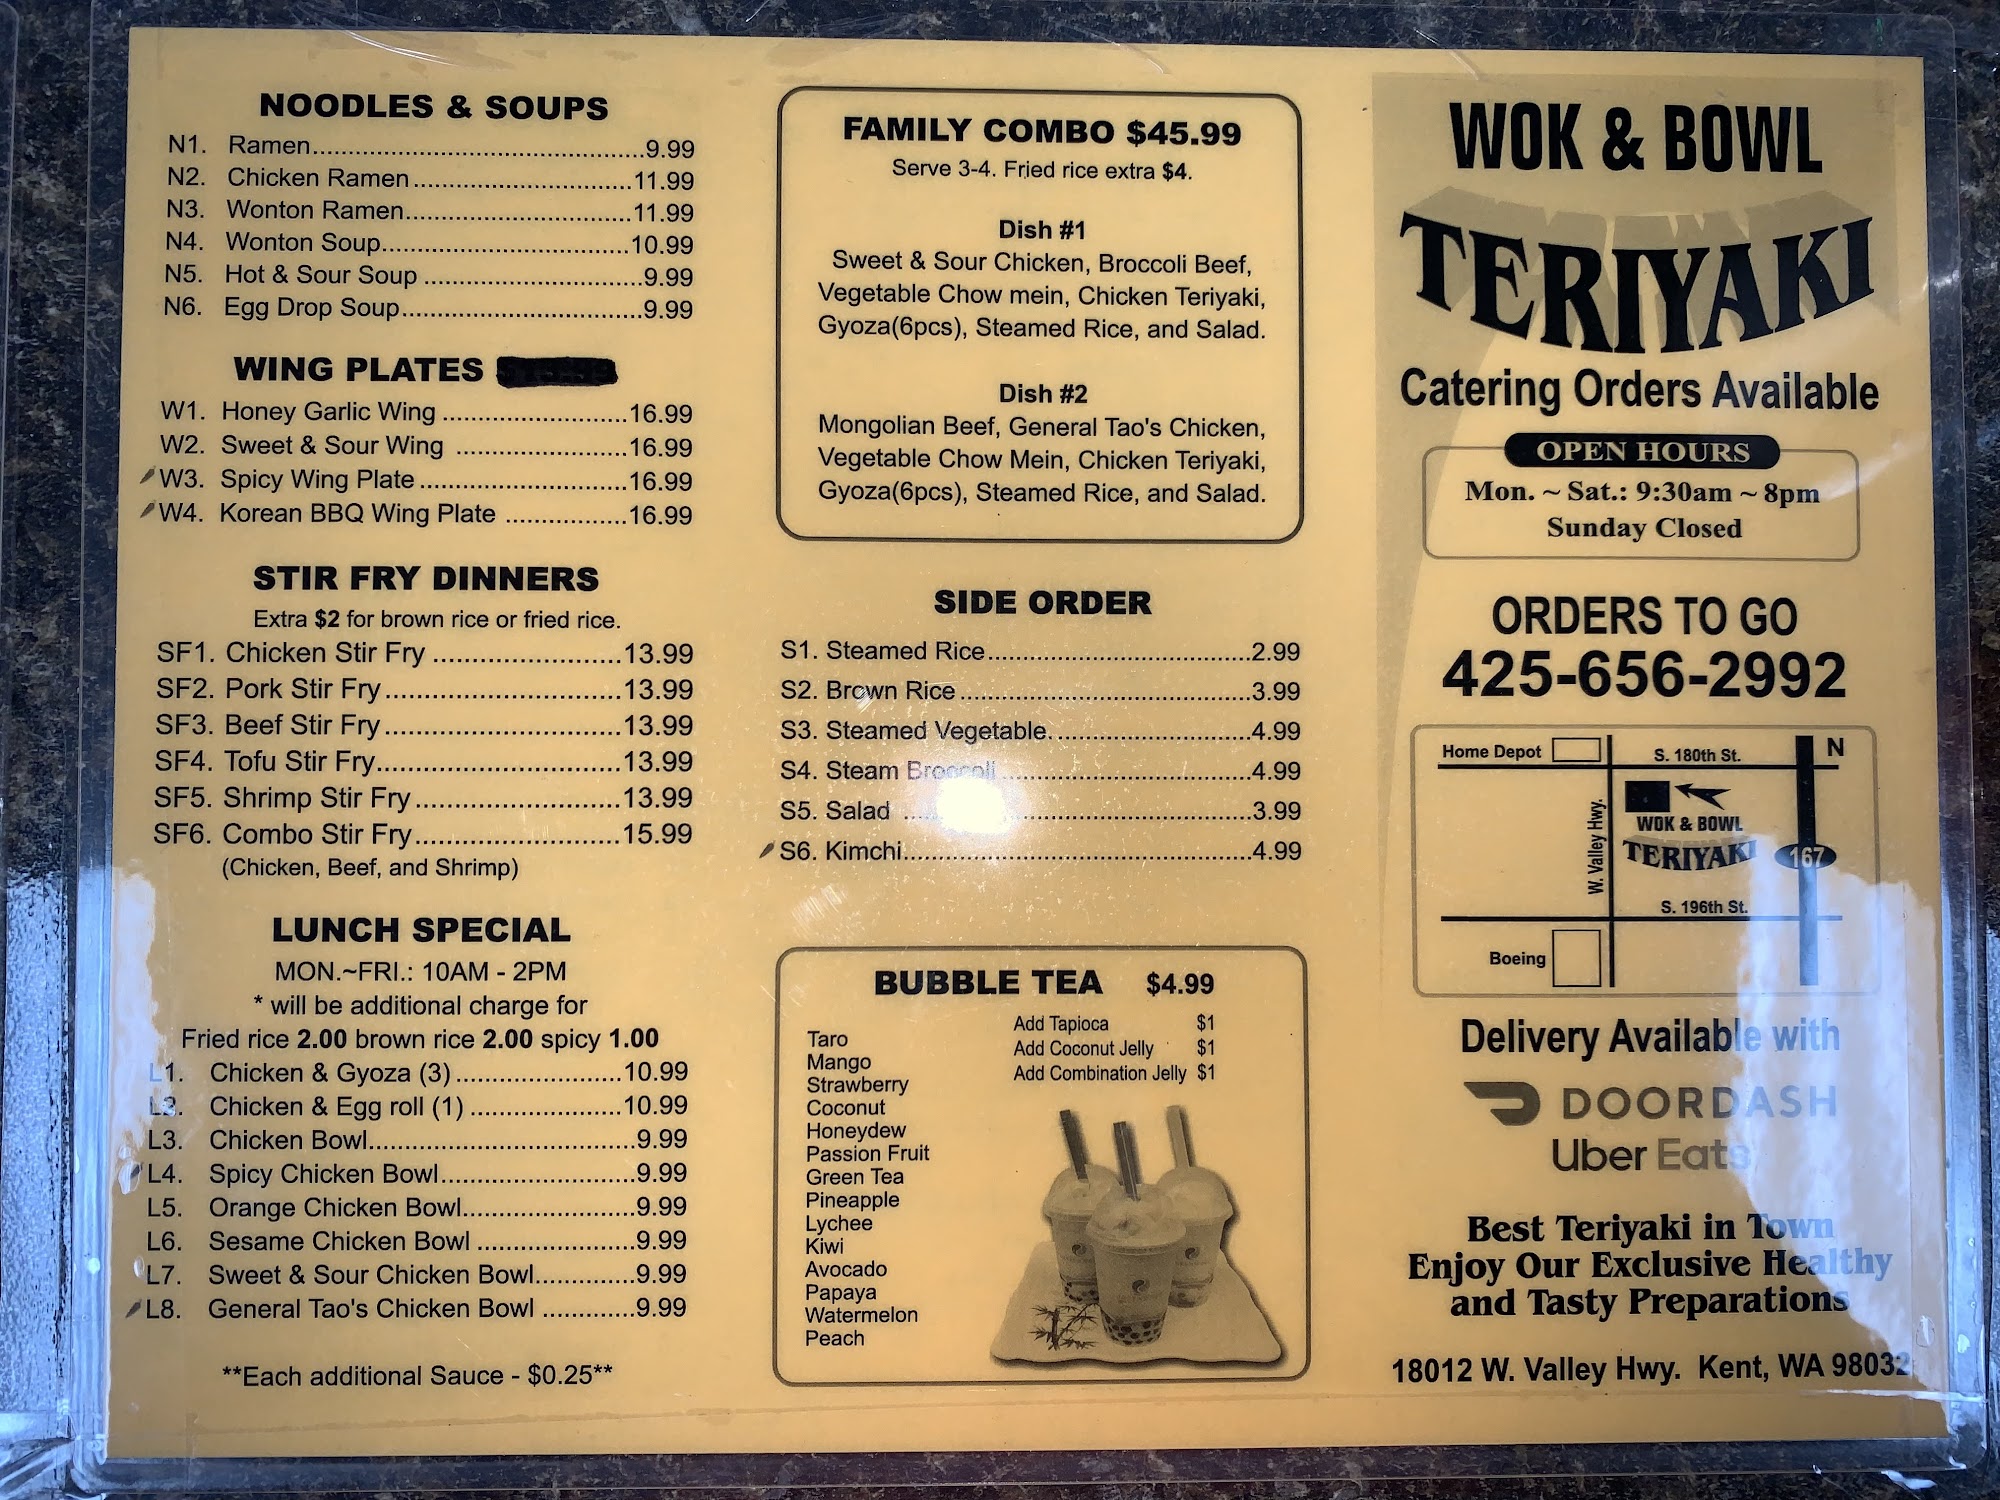 NOODLES & SOUPS
N1. Ramen 9.99
N2. Chicken Ramen 11.99
N3. Wonton Ramen 11.99
N4. Wonton Soup 10.99
N5. Hot & Sour Soup 9.99
N6. Egg Drop Soup 9.99
WING PLATES
W1. Honey Garlic Wing 16.99
W2. Sweet & Sour Wing 16.99
W3. Spicy Wing Plate 16.99
W4. Korean BBQ Wing Plate 16.99
STIR FRY DINNERS
Extra $2 for brown rice or fried rice.
SF1. Chicken Stir Fry 13.99
SF2. Pork Stir Fry 13.99
SF3. Beef Stir Fry 13.99
SF4. Tofu Stir Fry 13.99
SF5. Shrimp Stir Fry 13.99
SF6. Combo Stir Fry 15.99
(Chicken, Beef, and Shrimp)
LUNCH SPECIAL
MON.~FRI.: 10AM - 2PM
* will be additional charge for
Fried rice 2.00 brown rice 2.00 spicy 1.00
L1. Chicken & Gyoza (3) 10.99
L2. Chicken & Egg roll (1) 10.99
L3. Chicken Bowl 9.99
L4. Spicy Chicken Bowl 9.99
L5. Orange Chicken Bowl 9.99
L6. Sesame Chicken Bowl 9.99
L7. Sweet & Sour Chicken Bowl 9.99
L8. General Tao's Chicken Bowl 9.99
**Each additional Sauce - $0.25**
FAMILY COMBO $45.99
Serve 3-4. Fried rice extra $4.
Dish #1
Sweet & Sour Chicken, Broccoli Beef,
Vegetable Chow mein, Chicken Teriyaki,
Gyoza(6pcs), Steamed Rice, and Salad.
Dish #2
Mongolian Beef, General Tao's Chicken,
Vegetable Chow Mein, Chicken Teriyaki,
Gyoza(6pcs), Steamed Rice, and Salad.
SIDE ORDER
S1. Steamed Rice 2.99
S2. Brown Rice 3.99
S3. Steamed Vegetable 4.99
S4. Steam Broccoli 4.99
S5. Salad 3.99
S6. Kimchi 4.99
BUBBLE TEA $4.99
Add Tapioca $1
Add Coconut Jelly $1
Add Combination Jelly $1
Taro
Mango
Strawberry
Coconut
Honeydew
Passion Fruit
Green Tea
Pineapple
Lychee
Kiwi
Avocado
Papaya
Watermelon
Peach
WOK & BOWL
TERIYAKI
Catering Orders Available
OPEN HOURS
Mon. ~ Sat.: 9:30am ~ 8pm
Sunday Closed
ORDERS TO GO
425-656-2992
Home Depot
S. 180th St.
N
W. Valley Hwy.
WOK & BOWL
TERIYAKI
167
S. 196th St.
Boeing
Delivery Available with
DOORDASH
Uber Eats
Best Teriyaki in Town
Enjoy Our Exclusive Healthy
and Tasty Preparations
18012 W. Valley Hwy. Kent, WA 98032